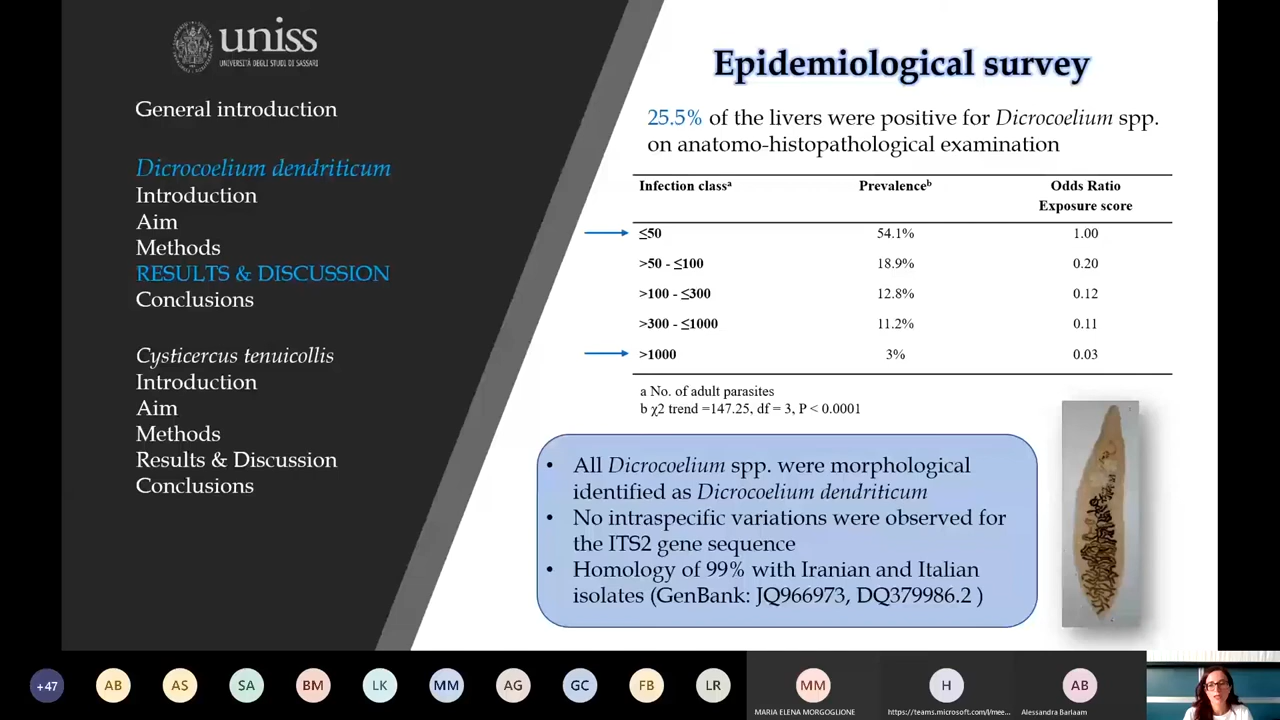 uniss
UNIVERSITÀ DEGLI STUDI DI SASSARI
General introduction
Dicrocoelium dendriticum
Introduction
Aim
Methods
RESULTS & DISCUSSION
Conclusions
Cysticercus tenuicollis
Introduction
Aim
Methods
Results & Discussion
Conclusions
Epidemiological survey
25.5% of the livers were positive for Dicrocoelium spp.
on anatomo-histopathological examination
Infection classᵃ Prevalenceᵇ Odds Ratio
Exposure score
≤50 54.1% 1.00
>50 - ≤100 18.9% 0.20
>100 - ≤300 12.8% 0.12
>300 - ≤1000 11.2% 0.11
>1000 3% 0.03
a No. of adult parasites
b χ2 trend =147.25, df = 3, P < 0.0001
• All Dicrocoelium spp. were morphological
identified as Dicrocoelium dendriticum
• No intraspecific variations were observed for
the ITS2 gene sequence
• Homology of 99% with Iranian and Italian
isolates (GenBank: JQ966973, DQ379986.2 )
+47 AB AS SA BM LK MM AG GC FB LR MM H AB
MARIA ELENA MORGOGLIONE https://teams.microsoft.com/l/mee... Alessandra Barlaam